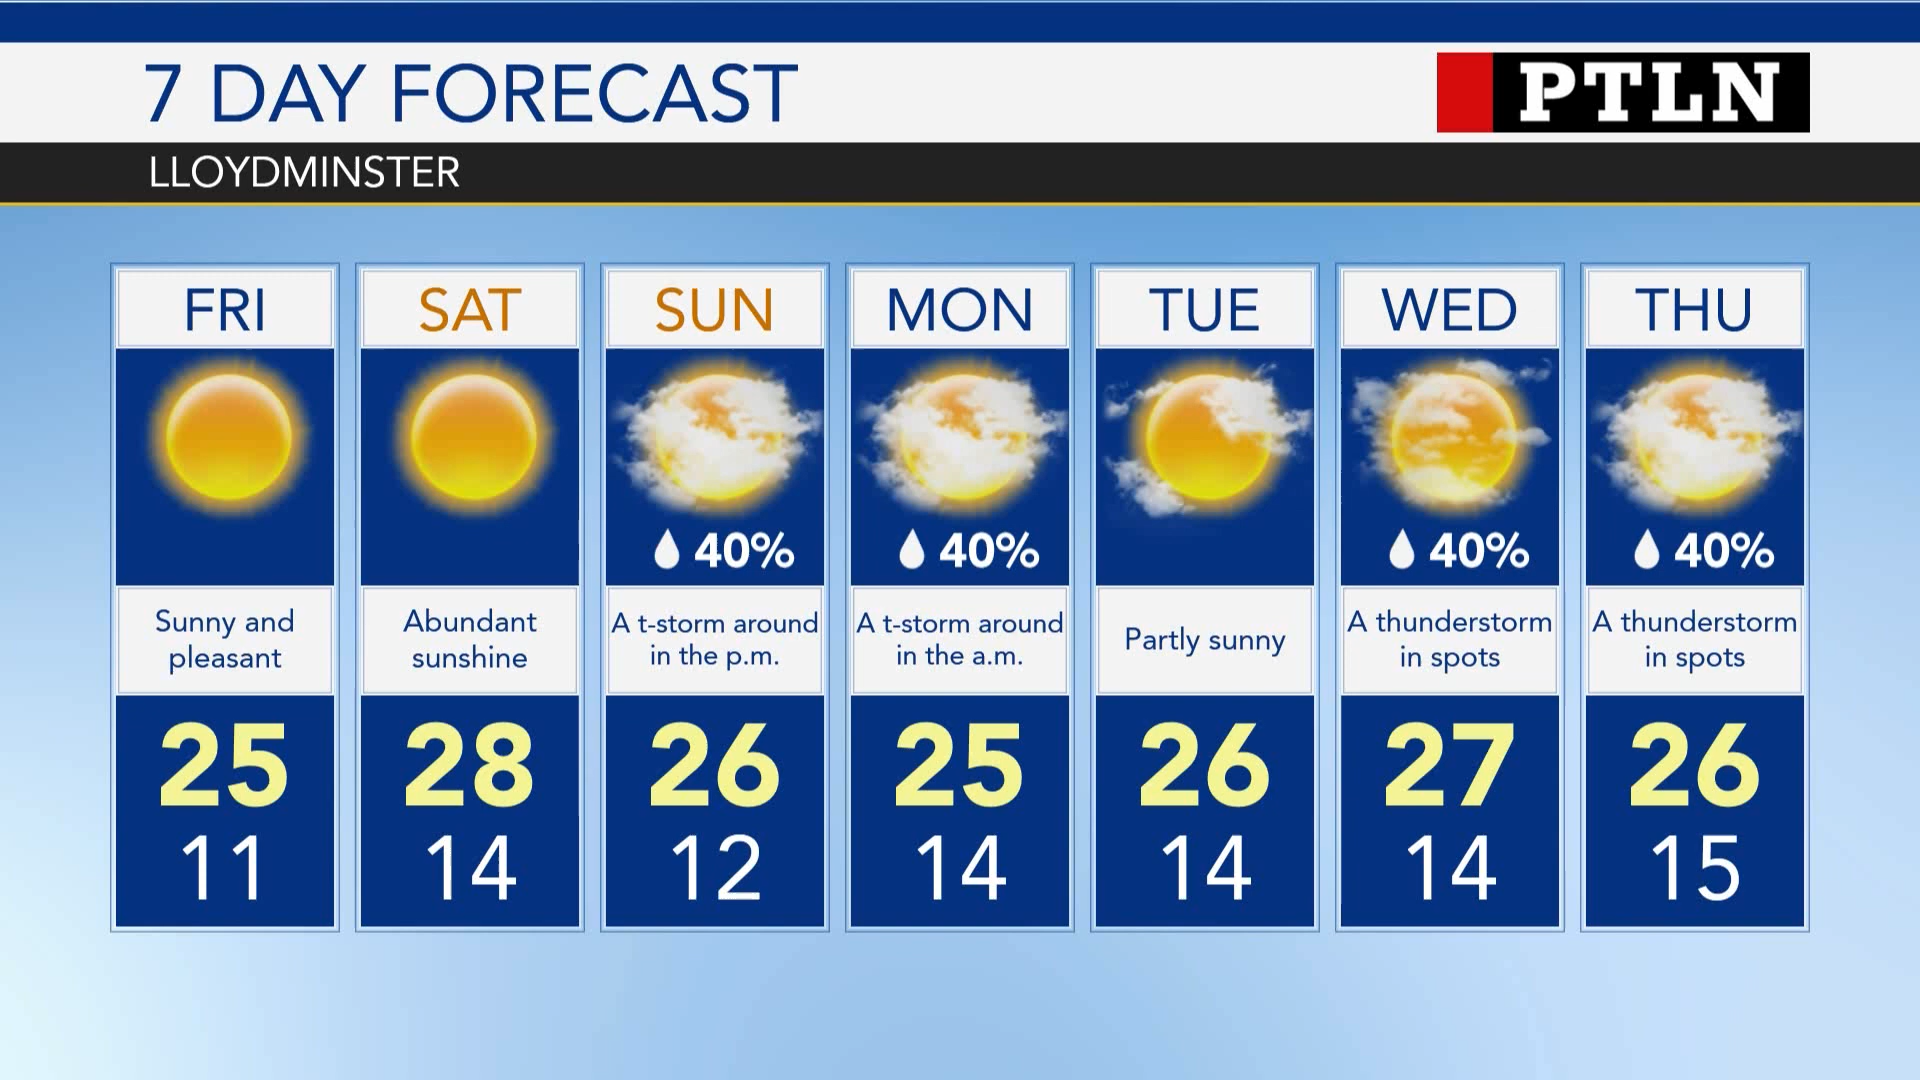 7 DAY FORECAST
PTLN
LLOYDMINSTER
FRI
Sunny and
pleasant
25
11
SAT
Abundant
sunshine
28
14
SUN
40%
A t-storm around
in the p.m.
26
12
MON
40%
A t-storm around
in the a.m.
25
14
TUE
Partly sunny
26
14
WED
40%
A thunderstorm
in spots
27
14
THU
40%
A thunderstorm
in spots
26
15